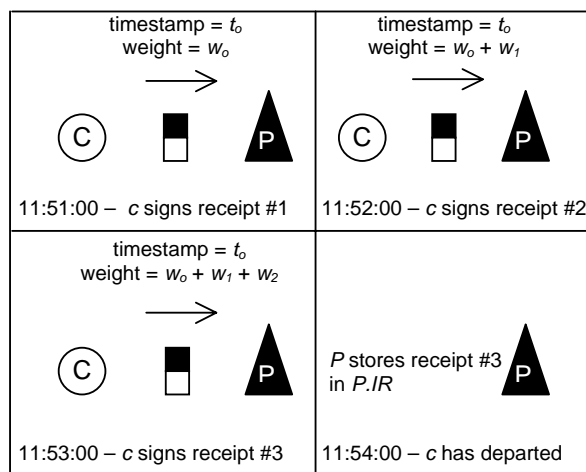 timestamp = tₒ
weight = wₒ
C
P
11:51:00 – c signs receipt #1
timestamp = tₒ
weight = wₒ + w₁
C
P
11:52:00 – c signs receipt #2
timestamp = tₒ
weight = wₒ + w₁ + w₂
C
P
11:53:00 – c signs receipt #3
P stores receipt #3
in P.IR
P
11:54:00 – c has departed